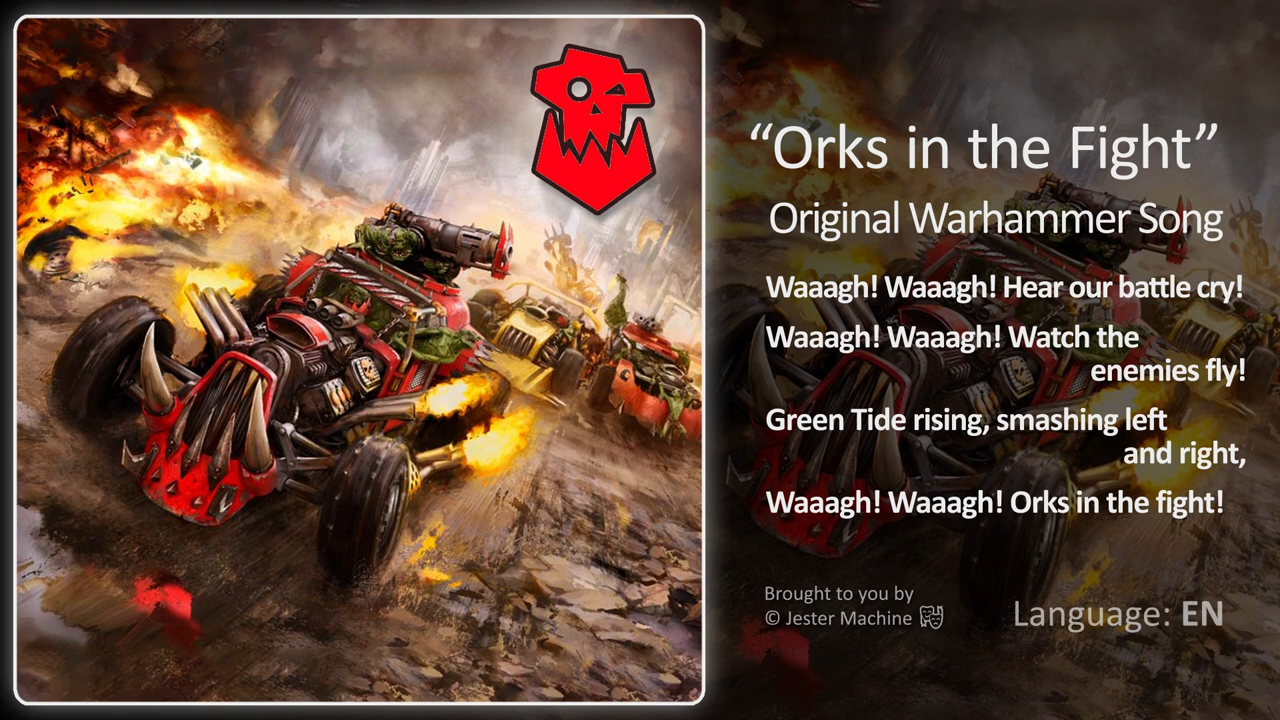 “Orks in the Fight”
Original Warhammer Song
Waaagh! Waaagh! Hear our battle cry!
Waaagh! Waaagh! Watch the
enemies fly!
Green Tide rising, smashing left
and right,
Waaagh! Waaagh! Orks in the fight!
Brought to you by
© Jester Machine
Language: EN